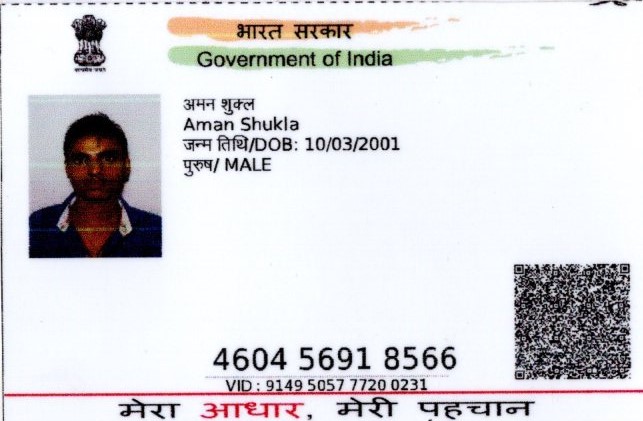 भारत सरकार
Government of India
अमन शुक्ल
Aman Shukla
जन्म तिथि/DOB: 10/03/2001
पुरुष/ MALE
4604 5691 8566
VID : 9149 5057 7720 0231
मेरा आधार, मेरी पहचान